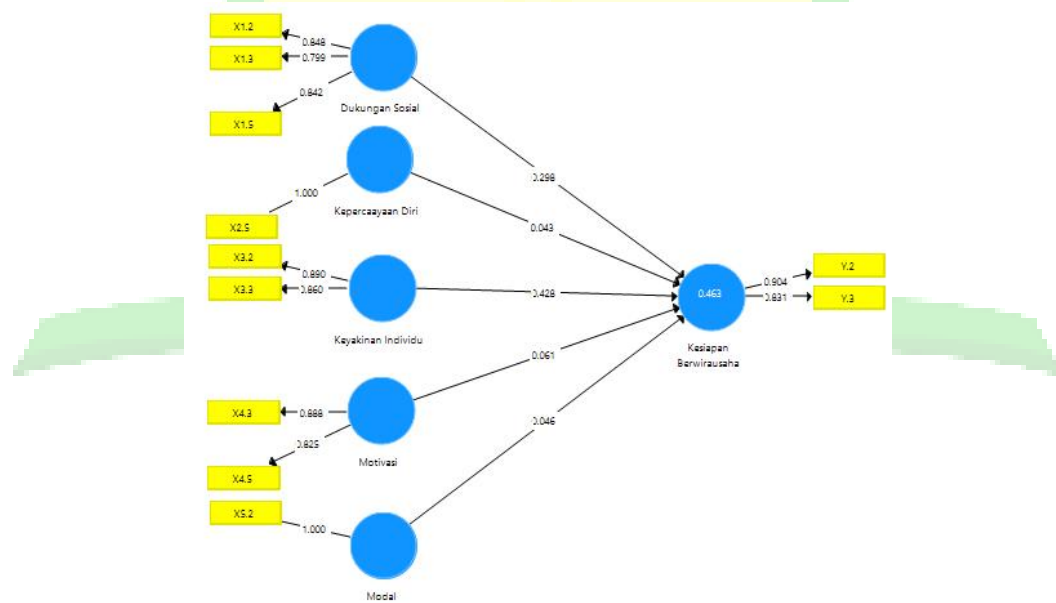 X1.2
0.848
X1.3
0.799
0.842
X1.5
Dukungan Sosial
0.298
1.000
X2.5
Kepercaayaan Diri
0.043
X3.2
0.890
X3.3
0.860
Keyakinan Individu
0.428
0.463
Kesiapan
Berwirausaha
Y.2
0.904
0.831
Y.3
0.061
X4.3
0.888
0.825
X4.5
Motivasi
0.046
X5.2
1.000
Modal